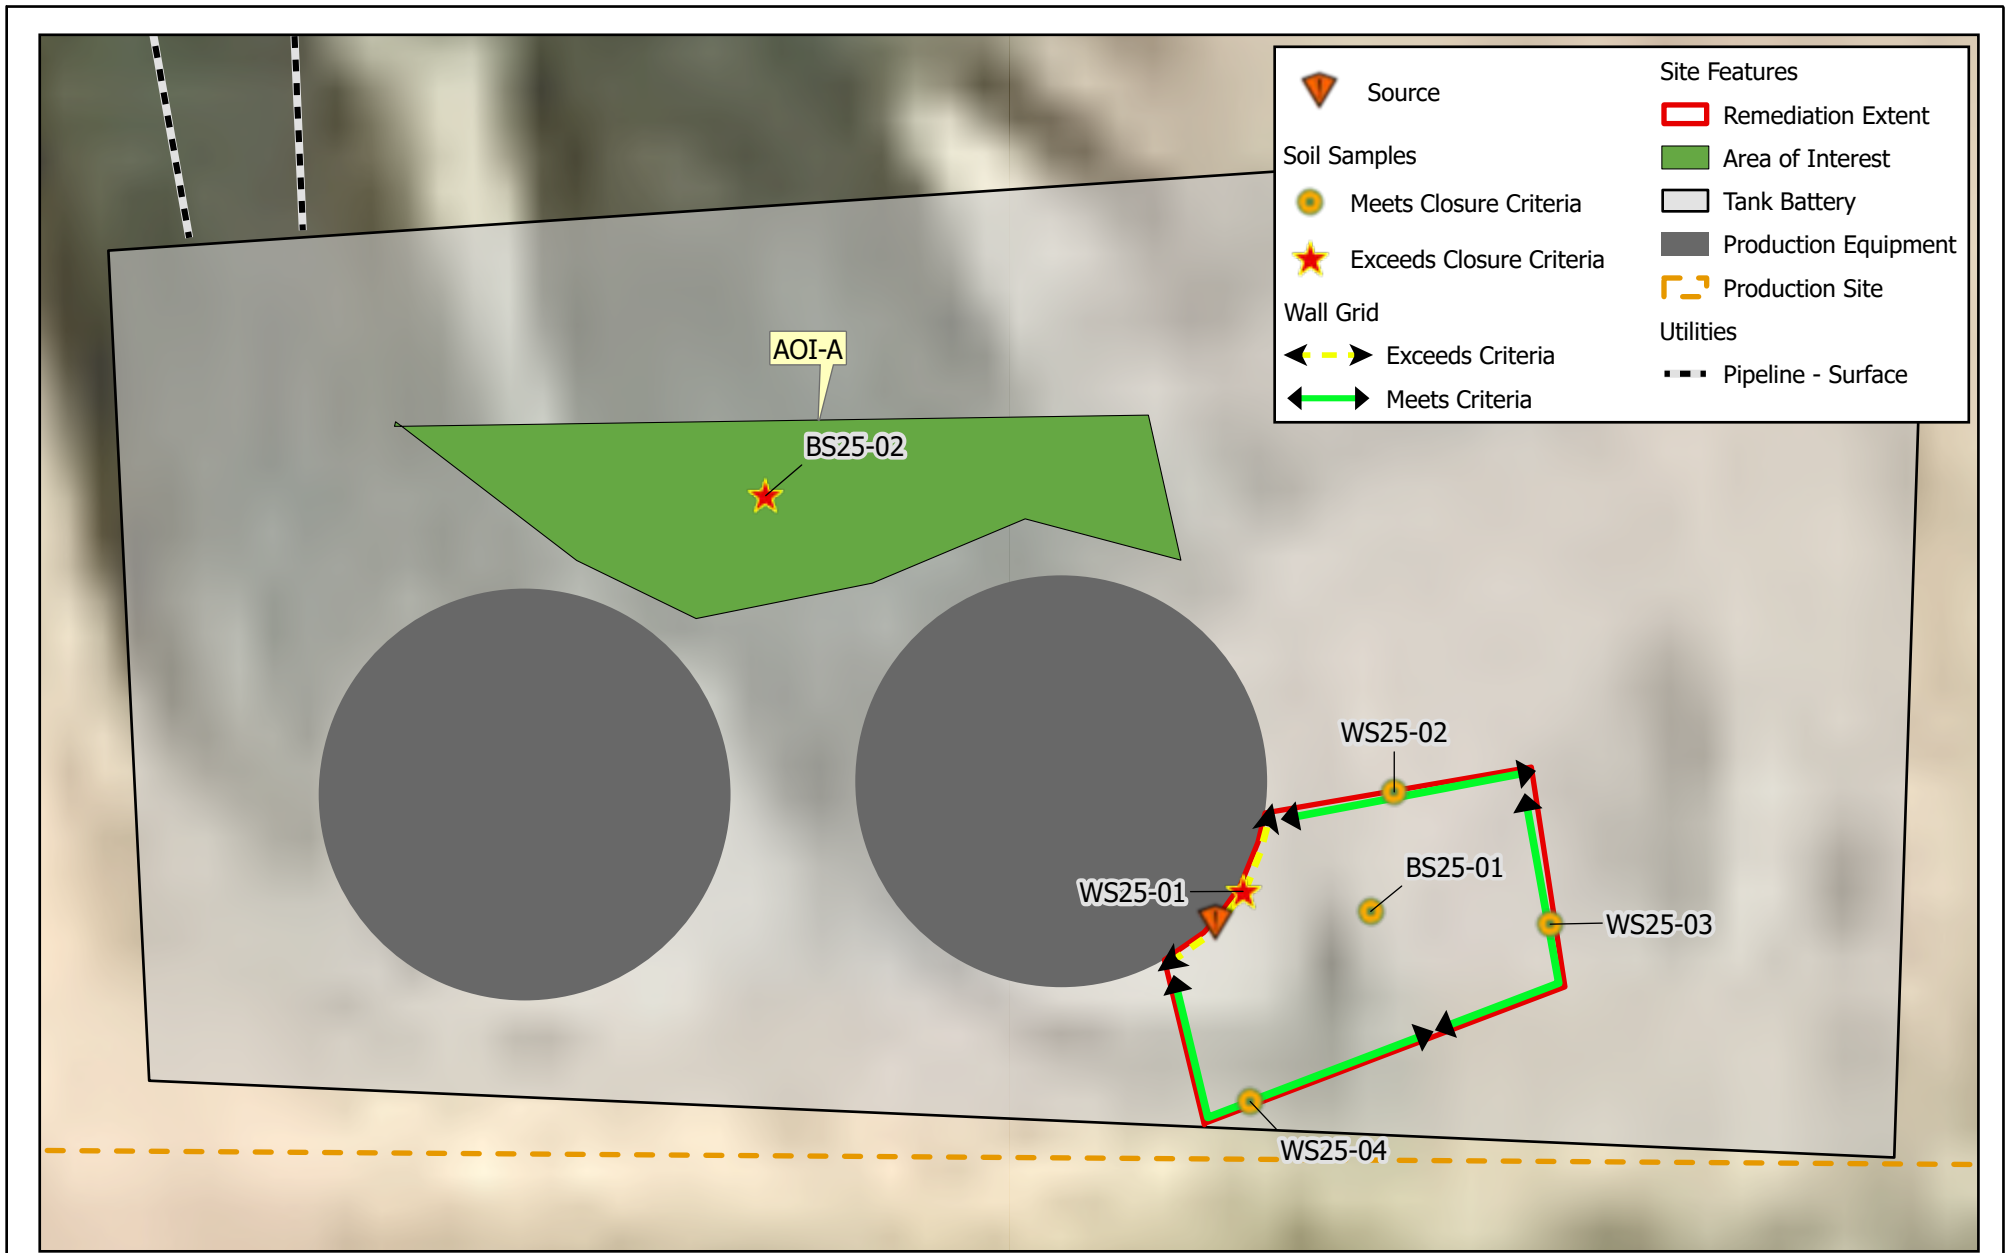 Source
Soil Samples
Meets Closure Criteria
Exceeds Closure Criteria
Wall Grid
Exceeds Criteria
Meets Criteria
Site Features
Remediation Extent
Area of Interest
Tank Battery
Production Equipment
Production Site
Utilities
Pipeline - Surface
AOI-A
BS25-02
WS25-02
BS25-01
WS25-01
WS25-03
WS25-04